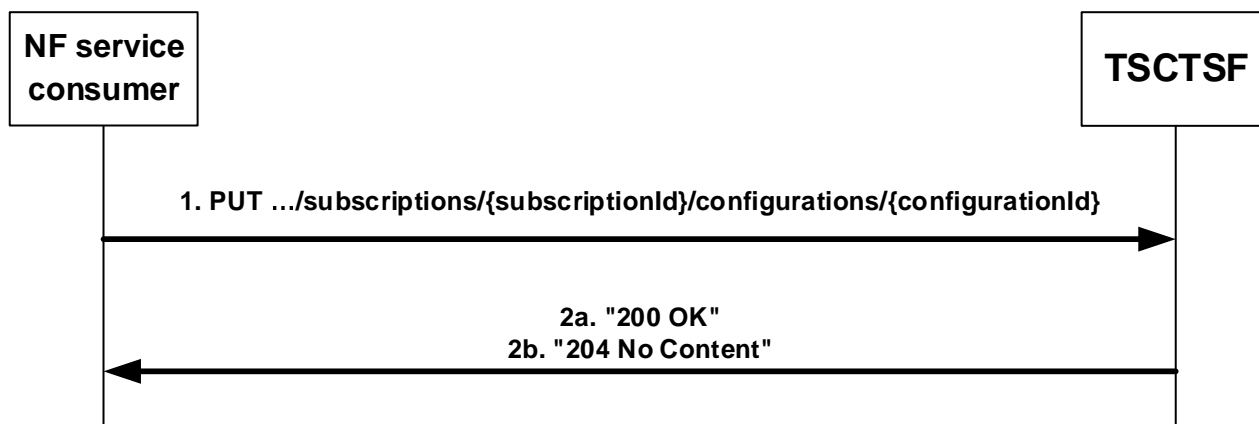 NF service
consumer
TSCTSF
1. PUT …/subscriptions/{subscriptionId}/configurations/{configurationId}
2a. "200 OK"
2b. "204 No Content"